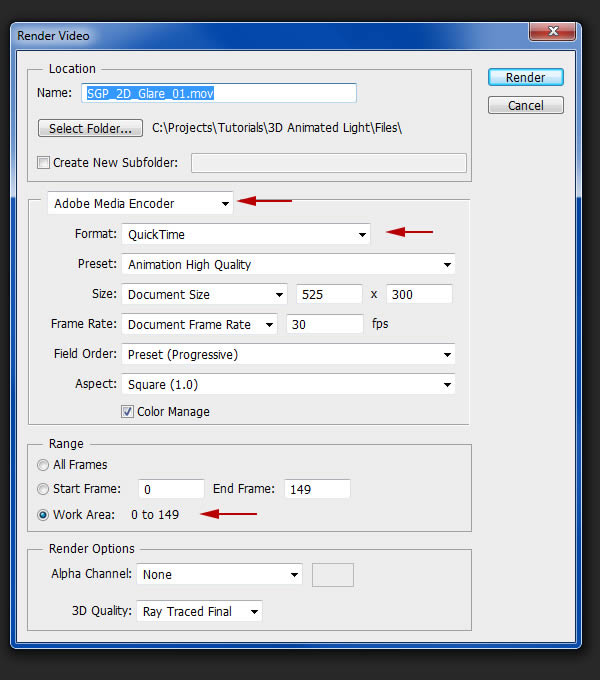 Render Video
Location
Name: SGP_2D_Glare_01.mov
Render
Cancel
Select Folder... C:\Projects\Tutorials\3D Animated Light\Files\
Create New Subfolder:
Adobe Media Encoder
Format: QuickTime
Preset: Animation High Quality
Size: Document Size 525 x 300
Frame Rate: Document Frame Rate 30 fps
Field Order: Preset (Progressive)
Aspect: Square (1.0)
Color Manage
Range
All Frames
Start Frame: 0 End Frame: 149
Work Area: 0 to 149
Render Options
Alpha Channel: None
3D Quality: Ray Traced Final